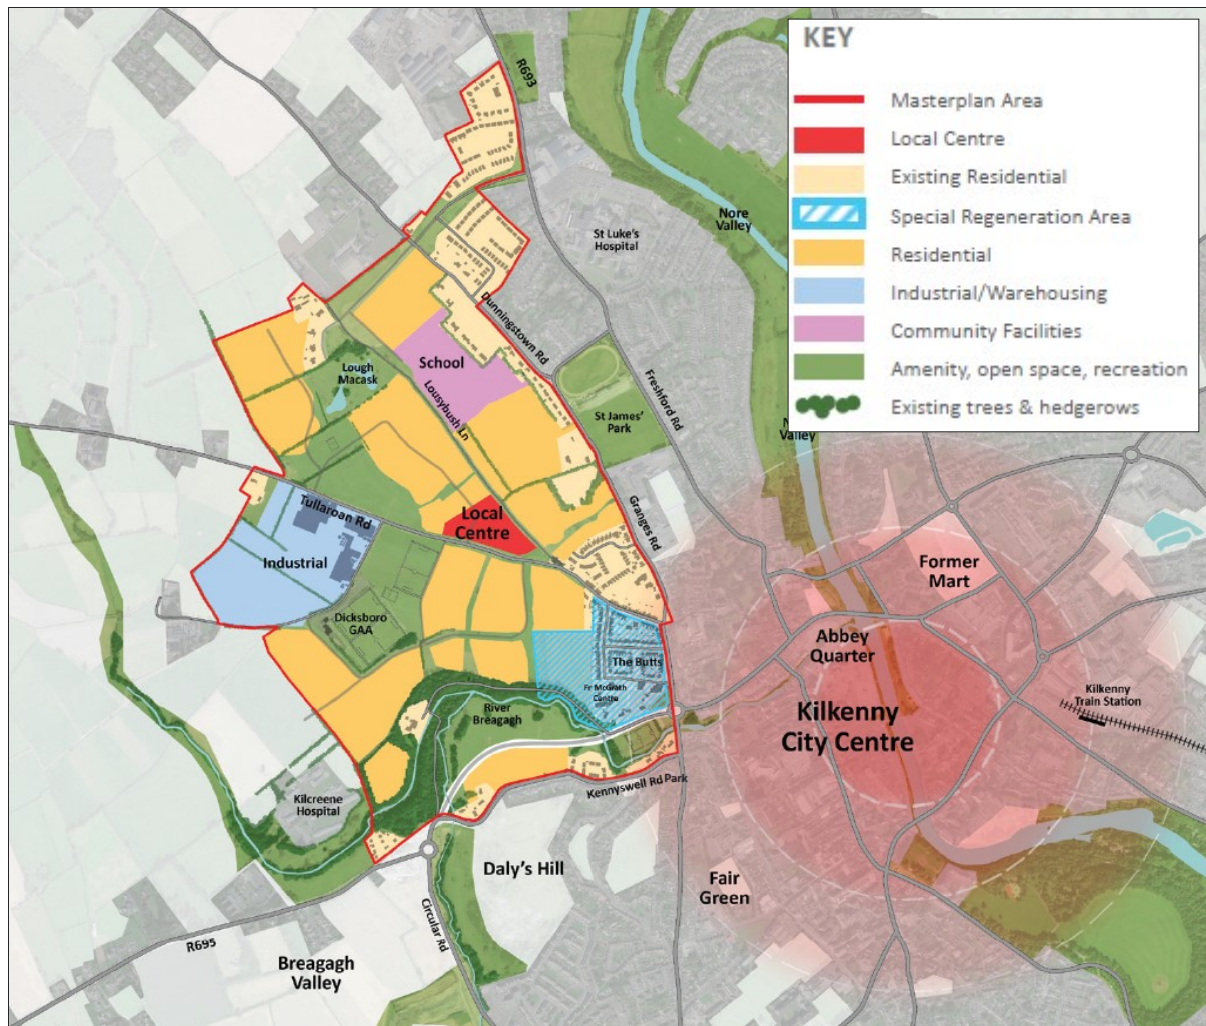 KEY
Masterplan Area
Local Centre
Existing Residential
Special Regeneration Area
Residential
Industrial/Warehousing
Community Facilities
Amenity, open space, recreation
Existing trees & hedgerows
R693
Nore
Valley
St Luke's
Hospital
Dunningstown Rd
School
Lough
Macask
Lousybush Ln
Freshford Rd
St James'
Park
Valley
Granges Rd
Tullaroan Rd
Local
Centre
Industrial
Former
Mart
Dicksboro
GAA
Abbey
Quarter
The Butts
Fr McGrath
Centre
Kilkenny
Train Station
River
Breagagh
Kilkenny
City Centre
Kennyswell Rd
Park
Kilcreene
Hospital
Daly's Hill
Fair
Green
Circular Rd
R695
Breagagh
Valley